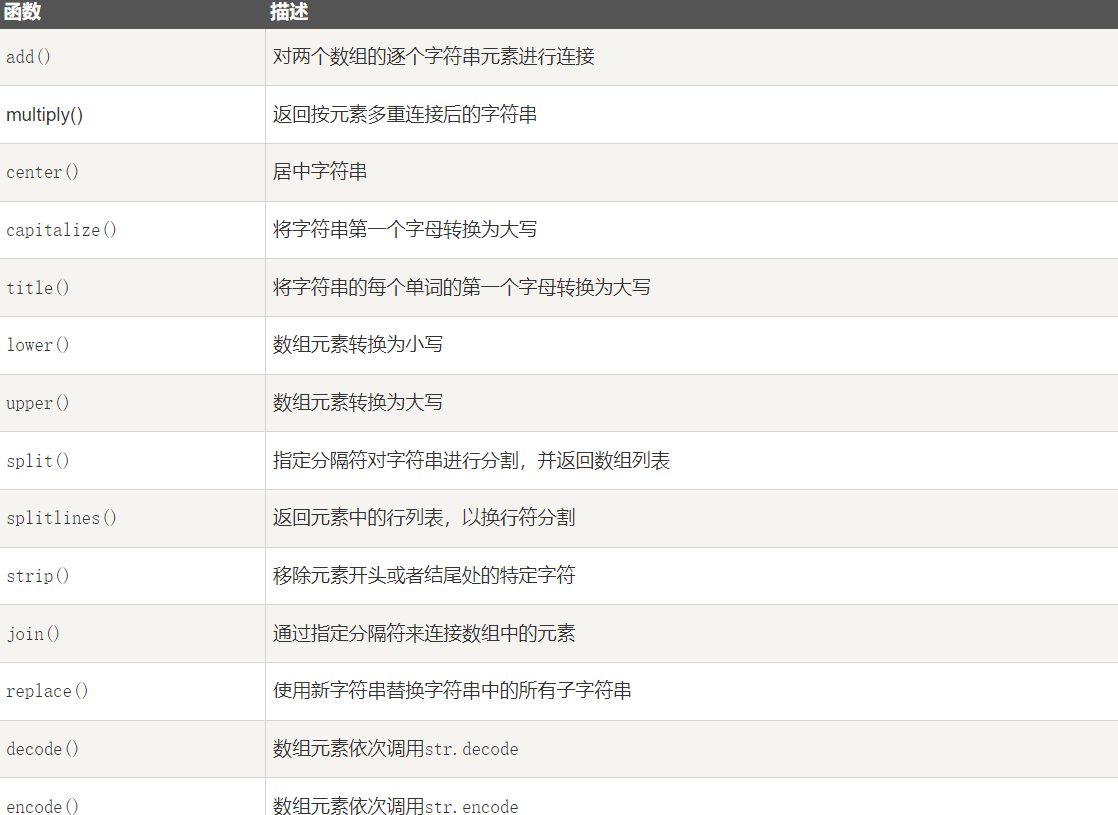 函数 描述
add() 对两个数组的逐个字符串元素进行连接
multiply() 返回按元素多重连接后的字符串
center() 居中字符串
capitalize() 将字符串第一个字母转换为大写
title() 将字符串的每个单词的第一个字母转换为大写
lower() 数组元素转换为小写
upper() 数组元素转换为大写
split() 指定分隔符对字符串进行分割，并返回数组列表
splitlines() 返回元素中的行列表，以换行符分割
strip() 移除元素开头或者结尾处的特定字符
join() 通过指定分隔符来连接数组中的元素
replace() 使用新字符串替换字符串中的所有子字符串
decode() 数组元素依次调用str.decode
encode() 数组元素依次调用str.encode